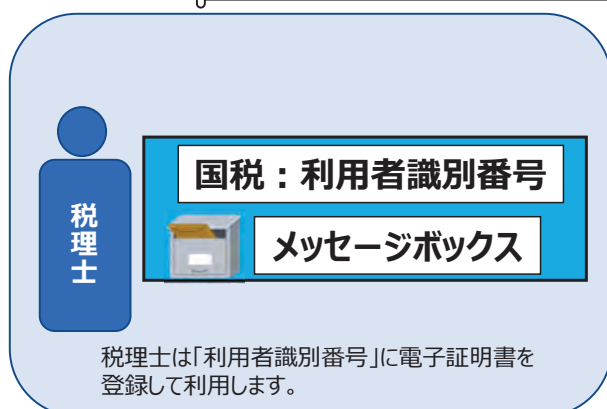 国税：利用者識別番号
税理士
メッセージボックス
税理士は「利用者識別番号」に電子証明書を
登録して利用します。